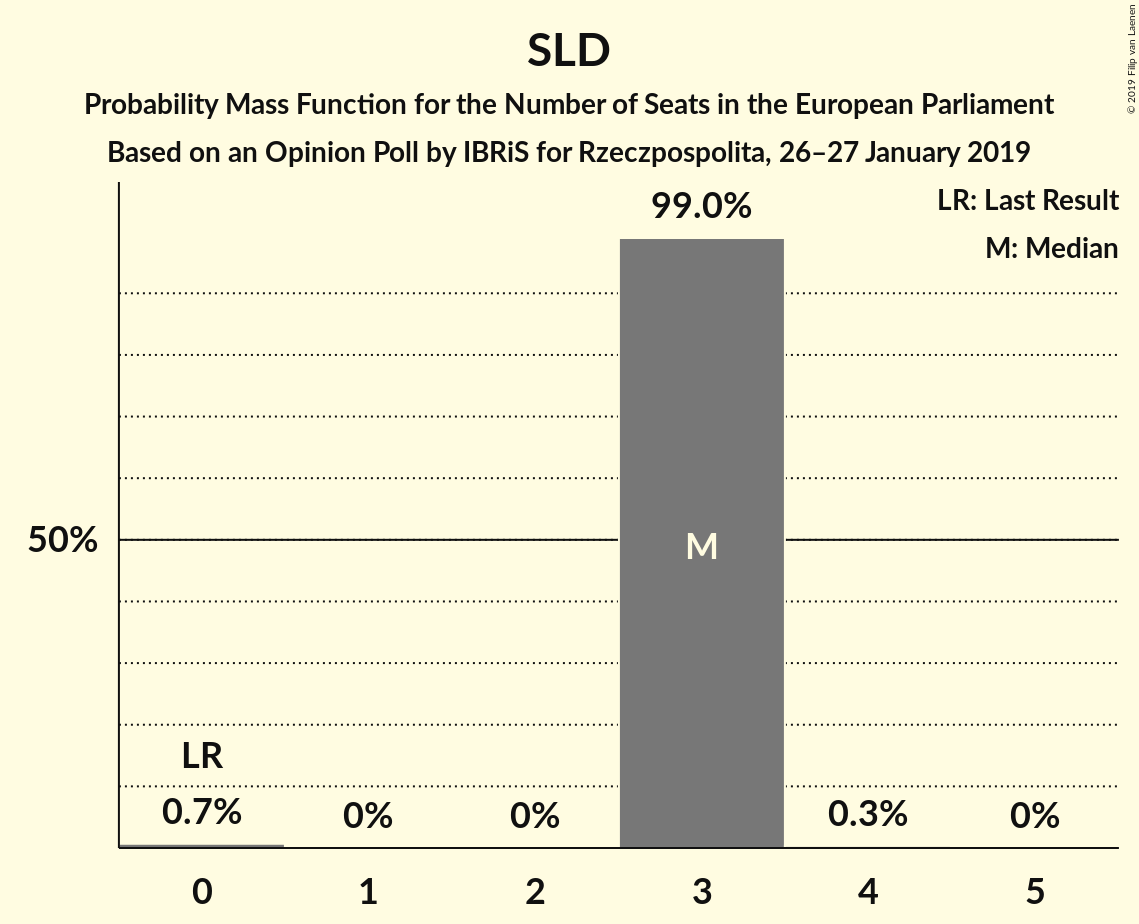 SLD
Probability Mass Function for the Number of Seats in the European Parliament
Based on an Opinion Poll by IBRiS for Rzeczpospolita, 26–27 January 2019
© 2019 Filip van Laenen
LR: Last Result
M: Median
99.0%
50%
M
LR
0.7%
0%
0%
0.3%
0%
0
1
2
3
4
5